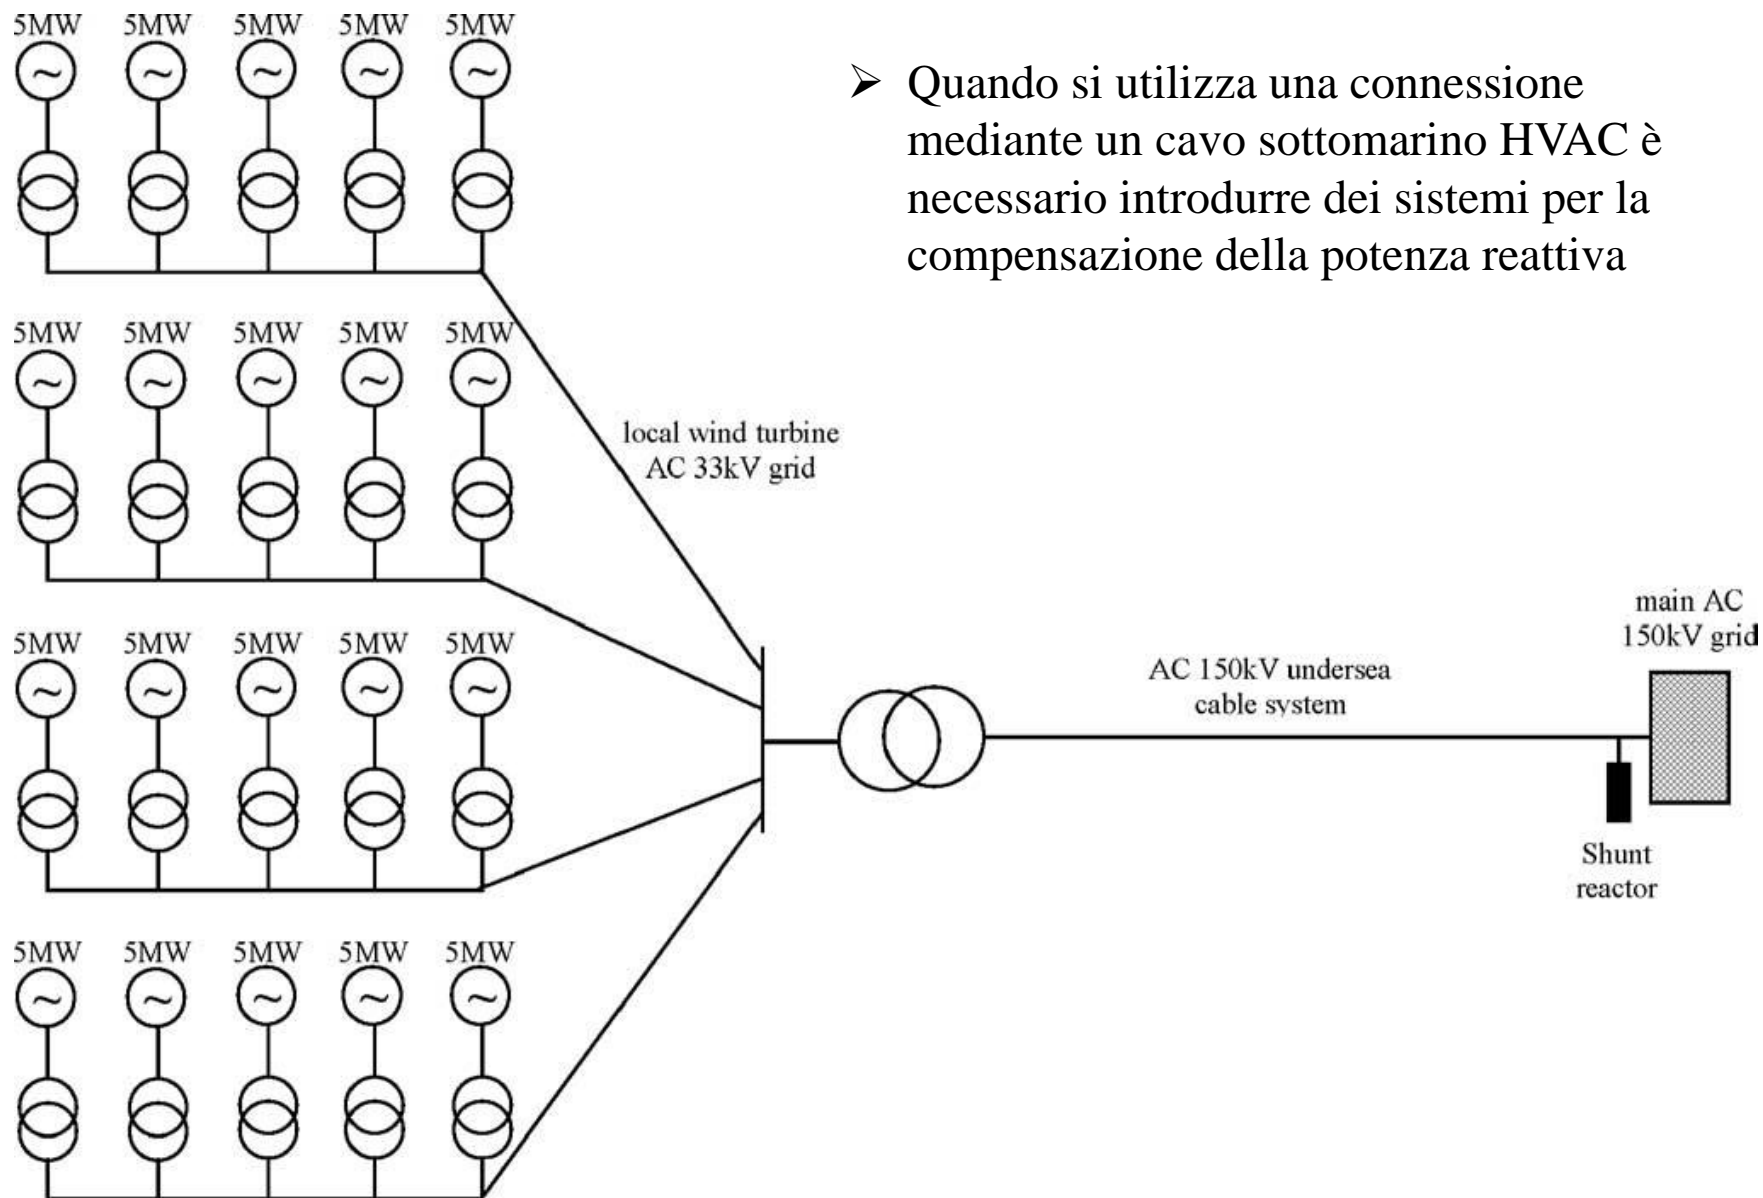 5MW 5MW 5MW 5MW 5MW
➢ Quando si utilizza una connessione
mediante un cavo sottomarino HVAC è
necessario introdurre dei sistemi per la
compensazione della potenza reattiva
5MW 5MW 5MW 5MW 5MW
local wind turbine
AC 33kV grid
5MW 5MW 5MW 5MW 5MW
main AC
150kV grid
AC 150kV undersea
cable system
Shunt
reactor
5MW 5MW 5MW 5MW 5MW